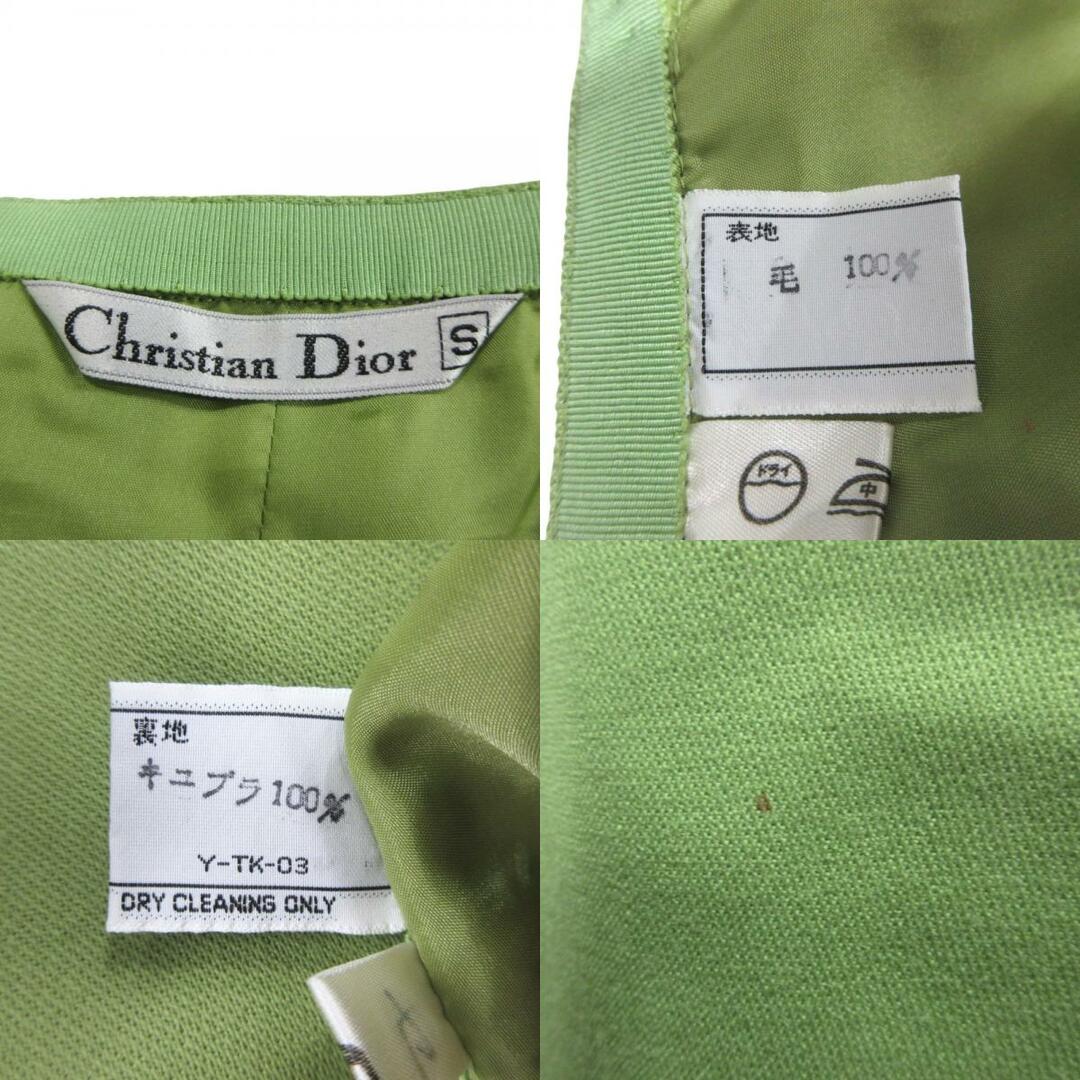 Christian Dior S
表地
毛 100%
ドライ
中
裏地
キュプラ100%
Y-TK-03
DRY CLEANING ONLY